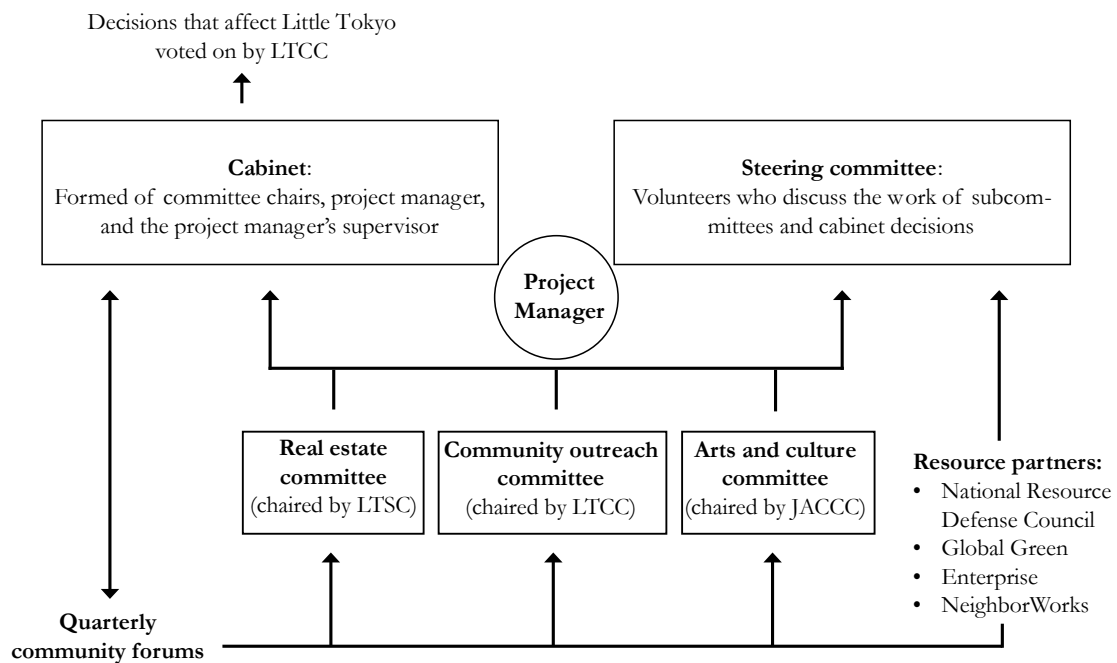 Decisions that affect Little Tokyo
voted on by LTCC
Cabinet:
Formed of committee chairs, project manager,
and the project manager’s supervisor
Steering committee:
Volunteers who discuss the work of subcom-
mittees and cabinet decisions
Project
Manager
Real estate
committee
(chaired by LTSC)
Community outreach
committee
(chaired by LTCC)
Arts and culture
committee
(chaired by JACCC)
Resource partners:
• National Resource
Defense Council
• Global Green
• Enterprise
• NeighborWorks
Quarterly
community forums